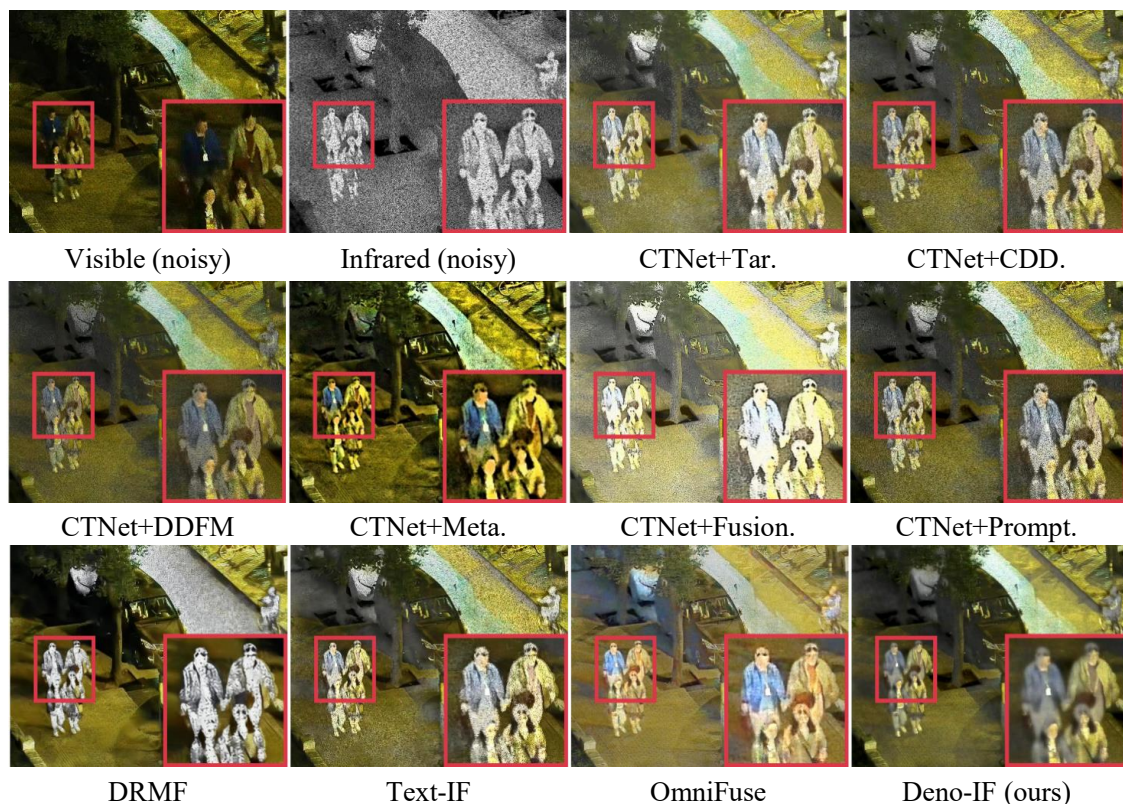 Visible (noisy) Infrared (noisy) CTNet+Tar. CTNet+CDD.
CTNet+DDFM CTNet+Meta. CTNet+Fusion. CTNet+Prompt.
DRMF Text-IF OmniFuse Deno-IF (ours)